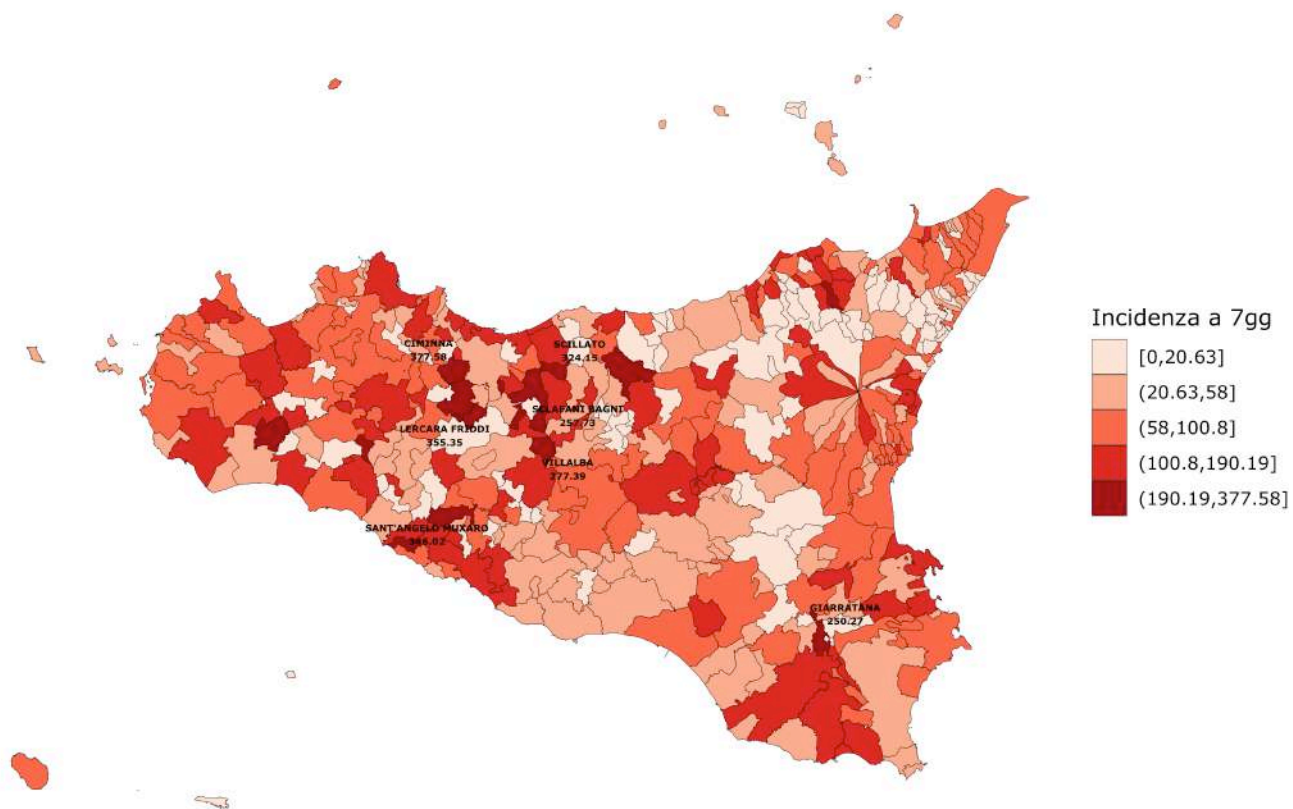 CIMINNA
377.58
SCILLATO
324.15
SCLAFANI BAGNI
257.73
LERCARA FRIDDI
355.35
VILLALBA
277.39
SANT'ANGELO MUXARO
GIARRATANA
250.27
Incidenza a 7gg
[0,20.63]
(20.63,58]
(58,100.8]
(100.8,190.19]
(190.19,377.58]